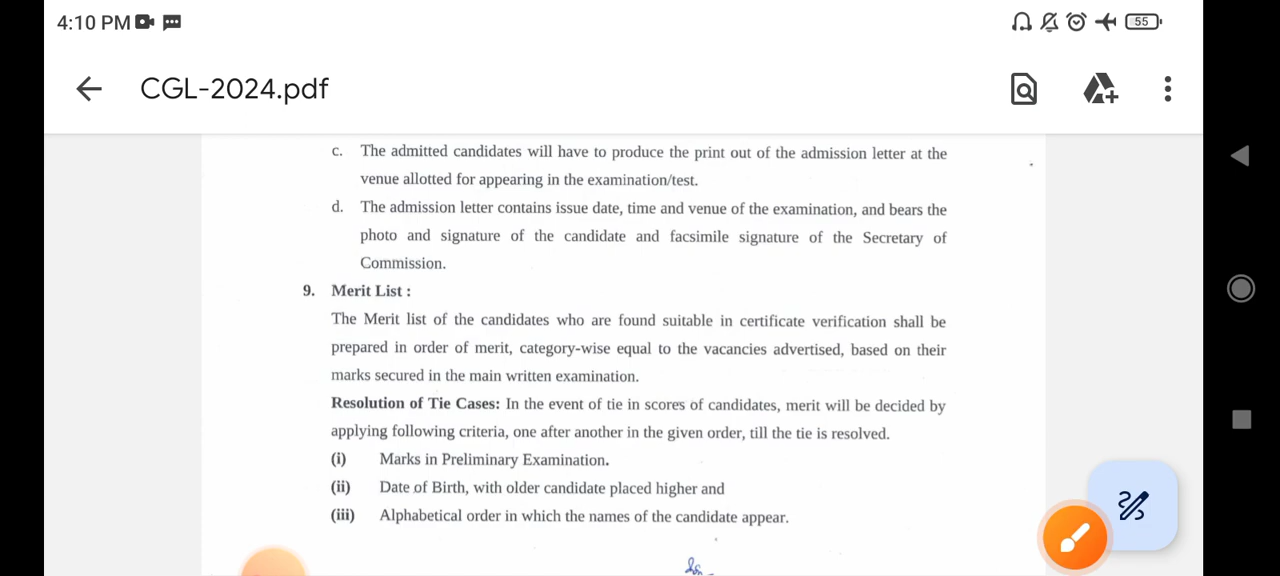 4:10 PM
55
CGL-2024.pdf
c. The admitted candidates will have to produce the print out of the admission letter at the
venue allotted for appearing in the examination/test.
d. The admission letter contains issue date, time and venue of the examination, and bears the
photo and signature of the candidate and facsimile signature of the Secretary of
Commission.
9. Merit List :
The Merit list of the candidates who are found suitable in certificate verification shall be
prepared in order of merit, category-wise equal to the vacancies advertised, based on their
marks secured in the main written examination.
Resolution of Tie Cases: In the event of tie in scores of candidates, merit will be decided by
applying following criteria, one after another in the given order, till the tie is resolved.
(i) Marks in Preliminary Examination.
(ii) Date of Birth, with older candidate placed higher and
(iii) Alphabetical order in which the names of the candidate appear.